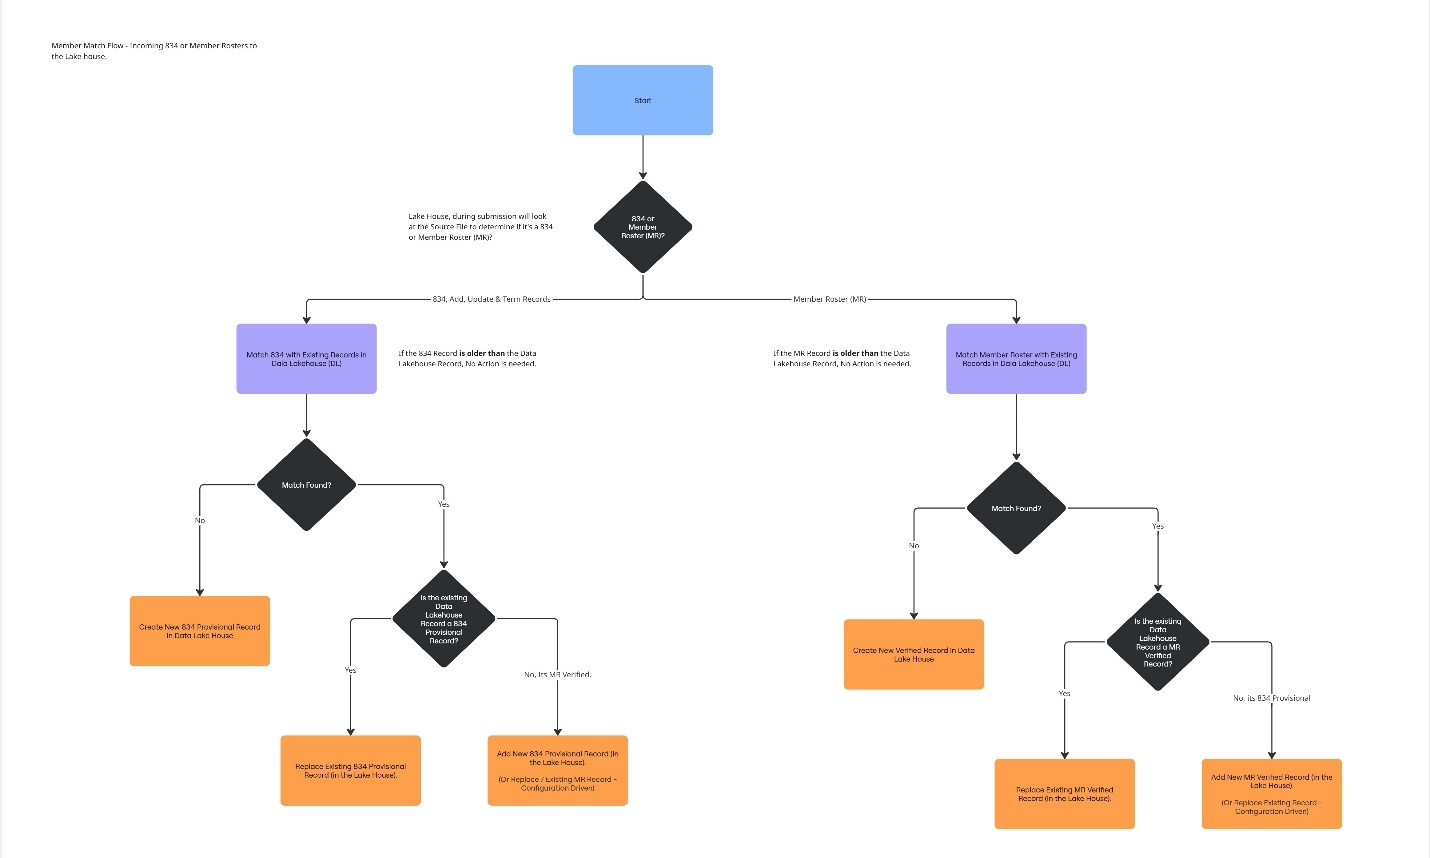 Member Match Flow - Incoming 834 or Member Rosters to
the Lake house.
Start
Lake House, during submission will look
at the Source File to determine if it's a 834
or Member Roster (MR)?
834 or
Member
Roster (MR)?
834, Add, Update & Term Records
Member Roster (MR)
Match 834 with Existing Records in
Data Lakehouse (DL)
If the 834 Record is older than the Data
Lakehouse Record, No Action is needed.
If the MR Record is older than the Data
Lakehouse Record, No Action is needed.
Match Member Roster with Existing
Records in Data Lakehouse (DL)
Match Found?
No
Yes
Match Found?
No
Yes
Create New 834 Provisional Record
in Data Lake House
Is the existing
Data
Lakehouse
Record a 834
Provisional
Record?
Yes
No, Its MR Verified.
Create New Verified Record in Data
Lake House
Is the existing
Data
Lakehouse
Record a MR
Verified
Record?
Yes
No, its 834 Provisional
Replace Existing 834 Provisional
Record (in the Lake House).
Add New 834 Provisional Record (in
the Lake House).
(Or Replace / Existing MR Record -
Configuration Driven)
Replace Existing MR Verified
Record (in the Lake House).
Add New MR Verified Record (in the
Lake House).
(Or Replace Existing Record -
Configuration Driven)